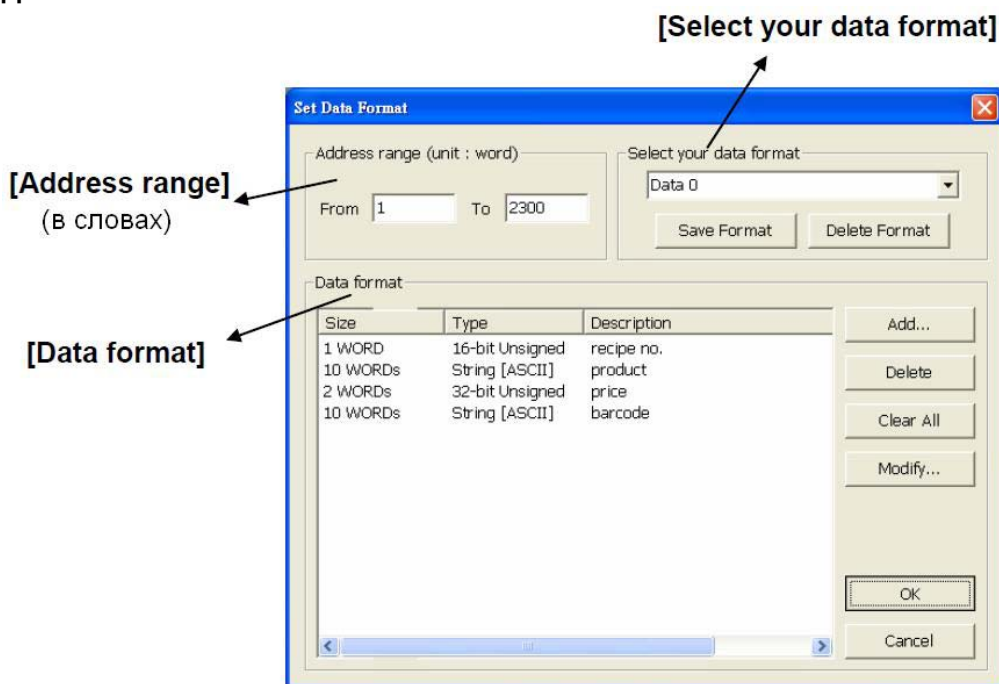 [Select your data format]
Set Data Format
Address range (unit : word)
From 1 To 2300
Select your data format
Data 0
Save Format Delete Format
[Address range]
(в словах)
Data format
[Data format]
Size Type Description
1 WORD 16-bit Unsigned recipe no.
10 WORDs String [ASCII] product
2 WORDs 32-bit Unsigned price
10 WORDs String [ASCII] barcode
Add...
Delete
Clear All
Modify...
OK
Cancel